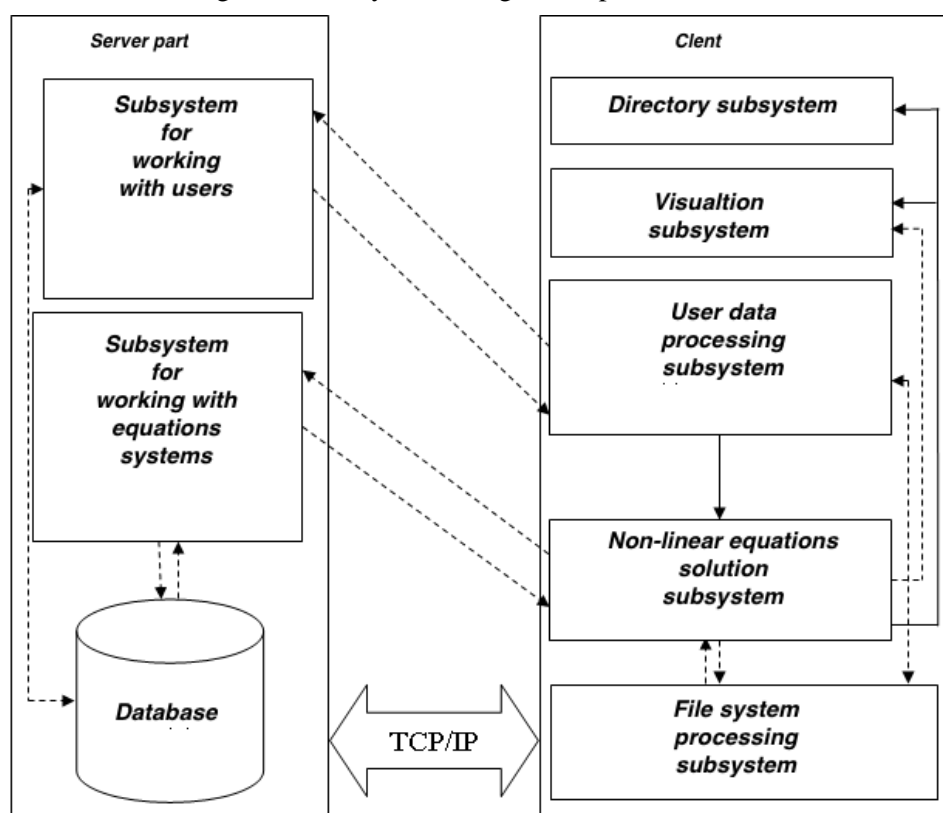 Server part
Subsystem
for
working
with users
Subsystem
for
working with
equations
systems
Database
TCP/IP
Clent
Directory subsystem
Visualtion
subsystem
User data
processing
subsystem
Non-linear equations
solution
subsystem
File system
processing
subsystem